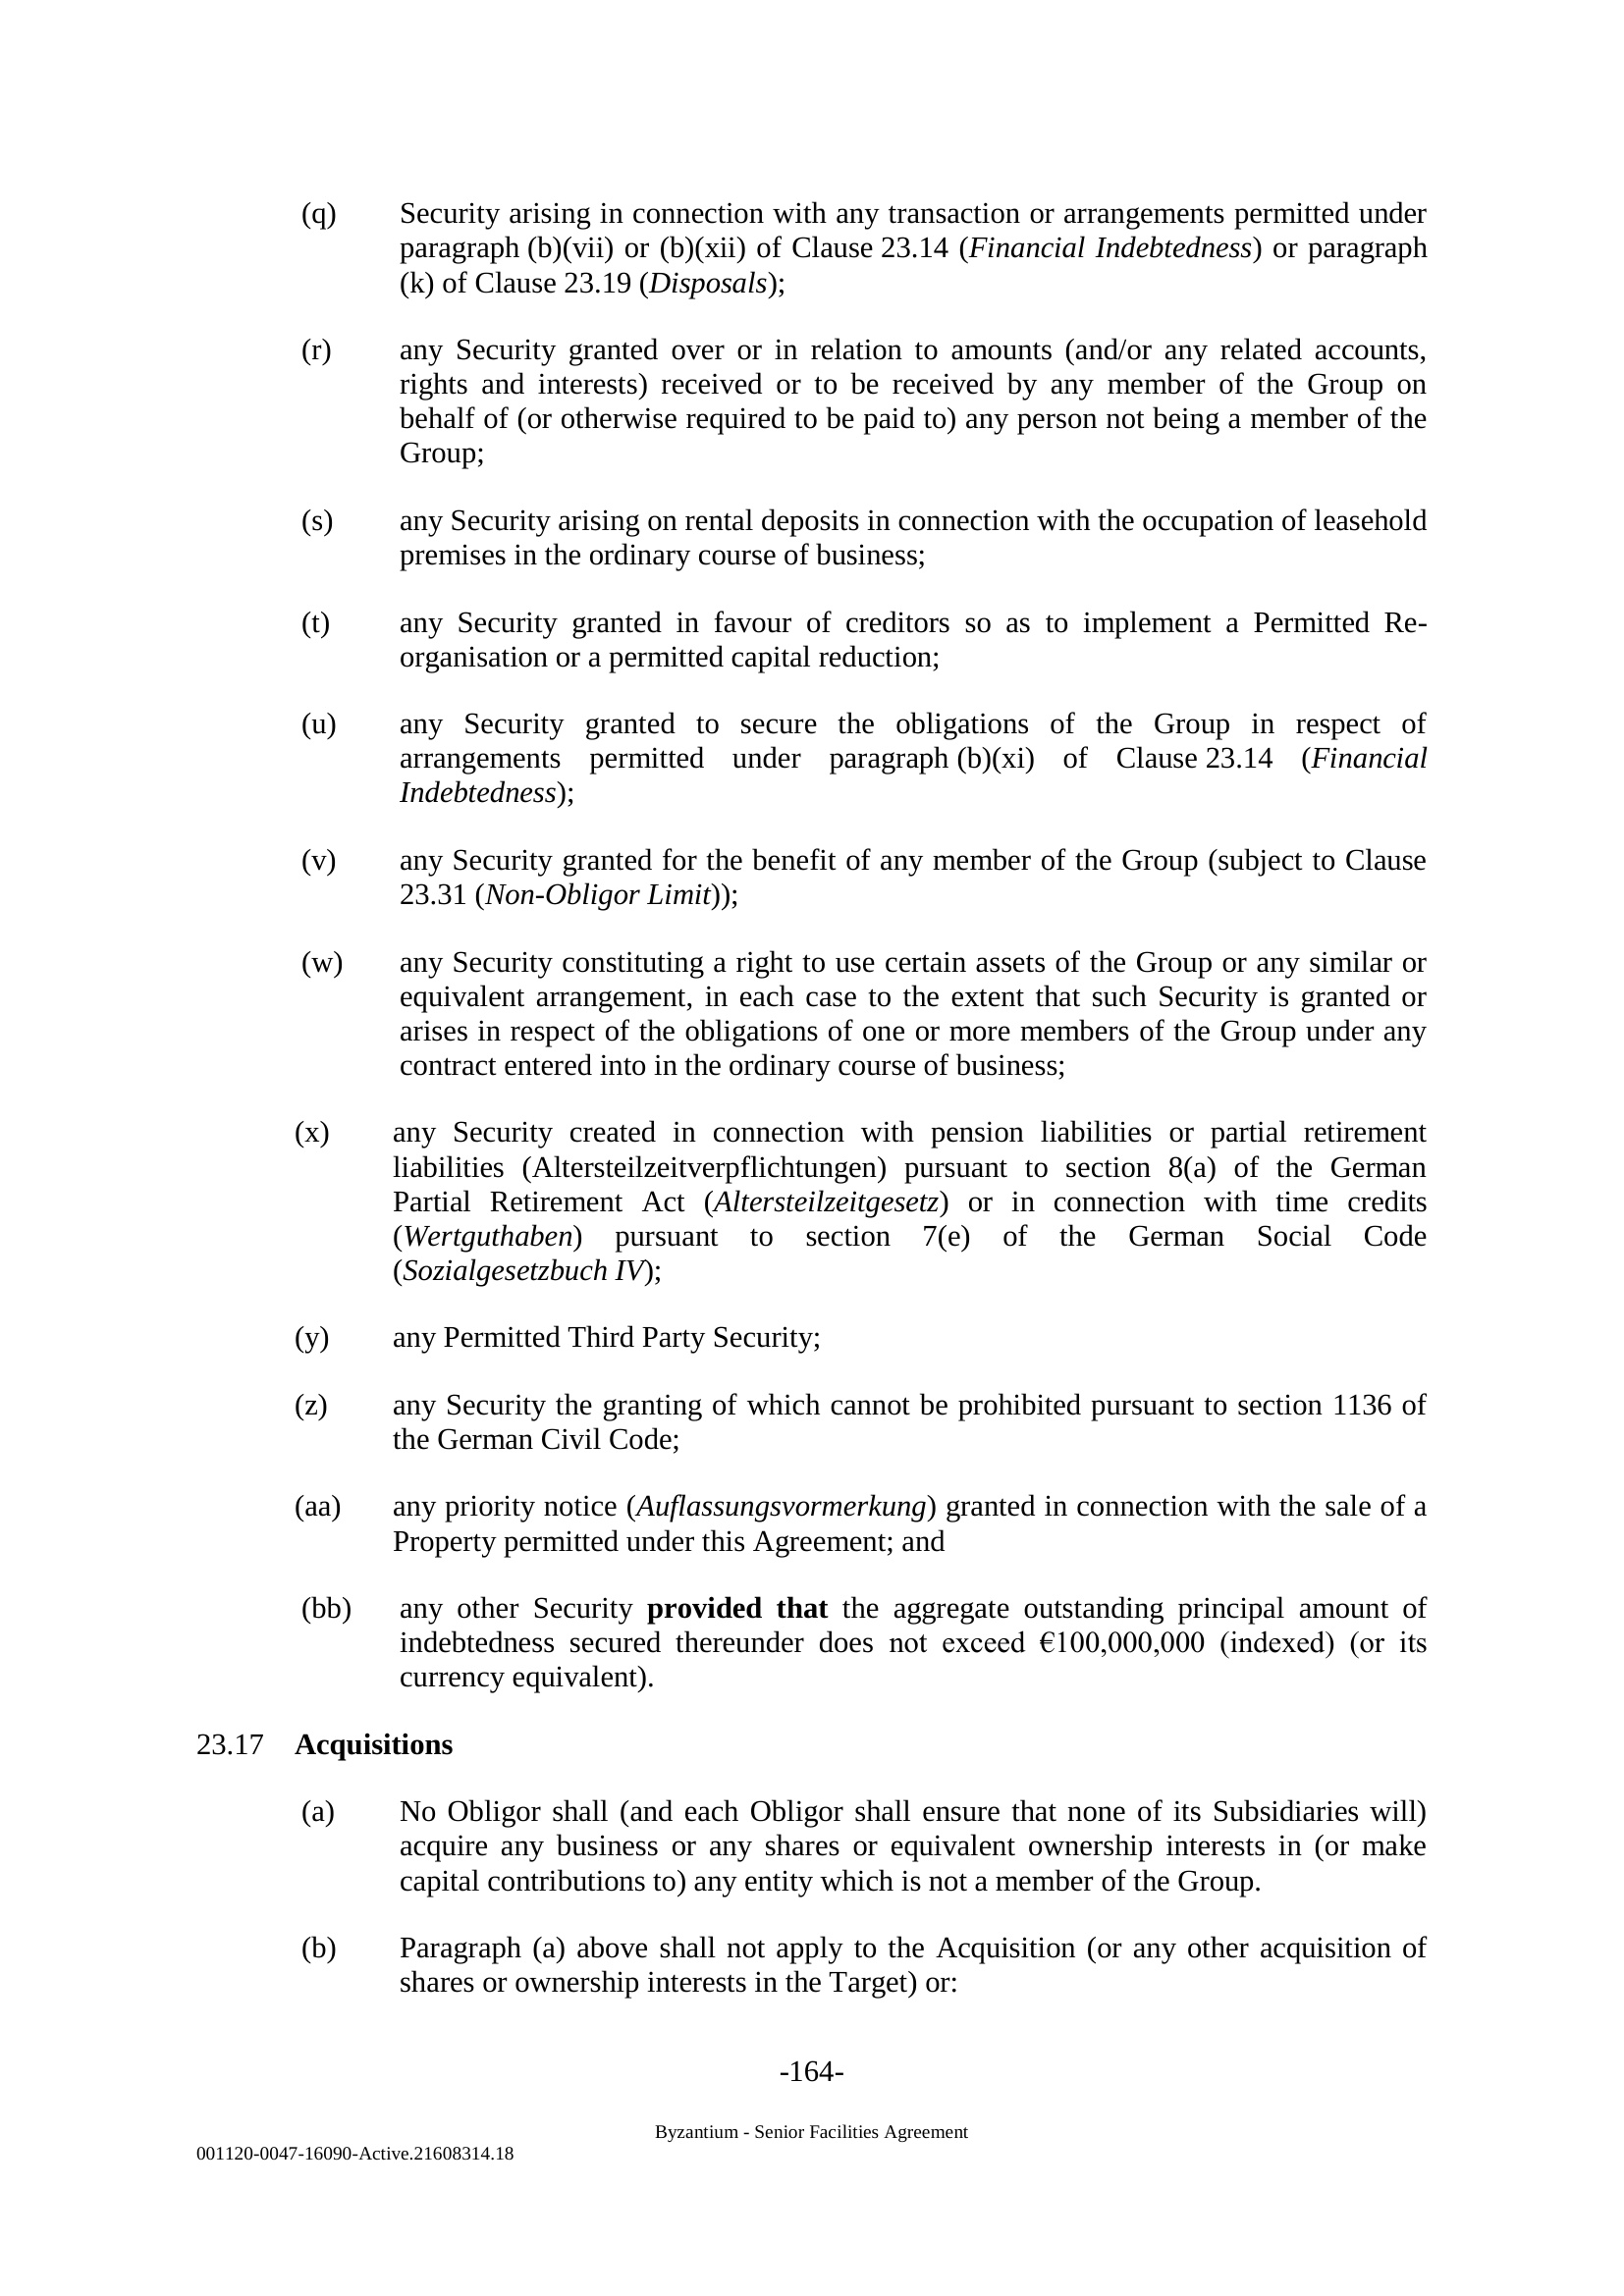 (q) Security arising in connection with any transaction or arrangements permitted under
paragraph (b)(vii) or (b)(xii) of Clause 23.14 (Financial Indebtedness) or paragraph
(k) of Clause 23.19 (Disposals);
(r) any Security granted over or in relation to amounts (and/or any related accounts,
rights and interests) received or to be received by any member of the Group on
behalf of (or otherwise required to be paid to) any person not being a member of the
Group;
(s) any Security arising on rental deposits in connection with the occupation of leasehold
premises in the ordinary course of business;
(t) any Security granted in favour of creditors so as to implement a Permitted Re-
organisation or a permitted capital reduction;
(u) any Security granted to secure the obligations of the Group in respect of
arrangements permitted under paragraph (b)(xi) of Clause 23.14 (Financial
Indebtedness);
(v) any Security granted for the benefit of any member of the Group (subject to Clause
23.31 (Non-Obligor Limit));
(w) any Security constituting a right to use certain assets of the Group or any similar or
equivalent arrangement, in each case to the extent that such Security is granted or
arises in respect of the obligations of one or more members of the Group under any
contract entered into in the ordinary course of business;
(x) any Security created in connection with pension liabilities or partial retirement
liabilities (Altersteilzeitverpflichtungen) pursuant to section 8(a) of the German
Partial Retirement Act (Altersteilzeitgesetz) or in connection with time credits
(Wertguthaben) pursuant to section 7(e) of the German Social Code
(Sozialgesetzbuch IV);
(y) any Permitted Third Party Security;
(z) any Security the granting of which cannot be prohibited pursuant to section 1136 of
the German Civil Code;
(aa) any priority notice (Auflassungsvormerkung) granted in connection with the sale of a
Property permitted under this Agreement; and
(bb) any other Security provided that the aggregate outstanding principal amount of
indebtedness secured thereunder does not exceed €100,000,000 (indexed) (or its
currency equivalent).
23.17 Acquisitions
(a) No Obligor shall (and each Obligor shall ensure that none of its Subsidiaries will)
acquire any business or any shares or equivalent ownership interests in (or make
capital contributions to) any entity which is not a member of the Group.
(b) Paragraph (a) above shall not apply to the Acquisition (or any other acquisition of
shares or ownership interests in the Target) or:
-164-
Byzantium - Senior Facilities Agreement
001120-0047-16090-Active.21608314.18